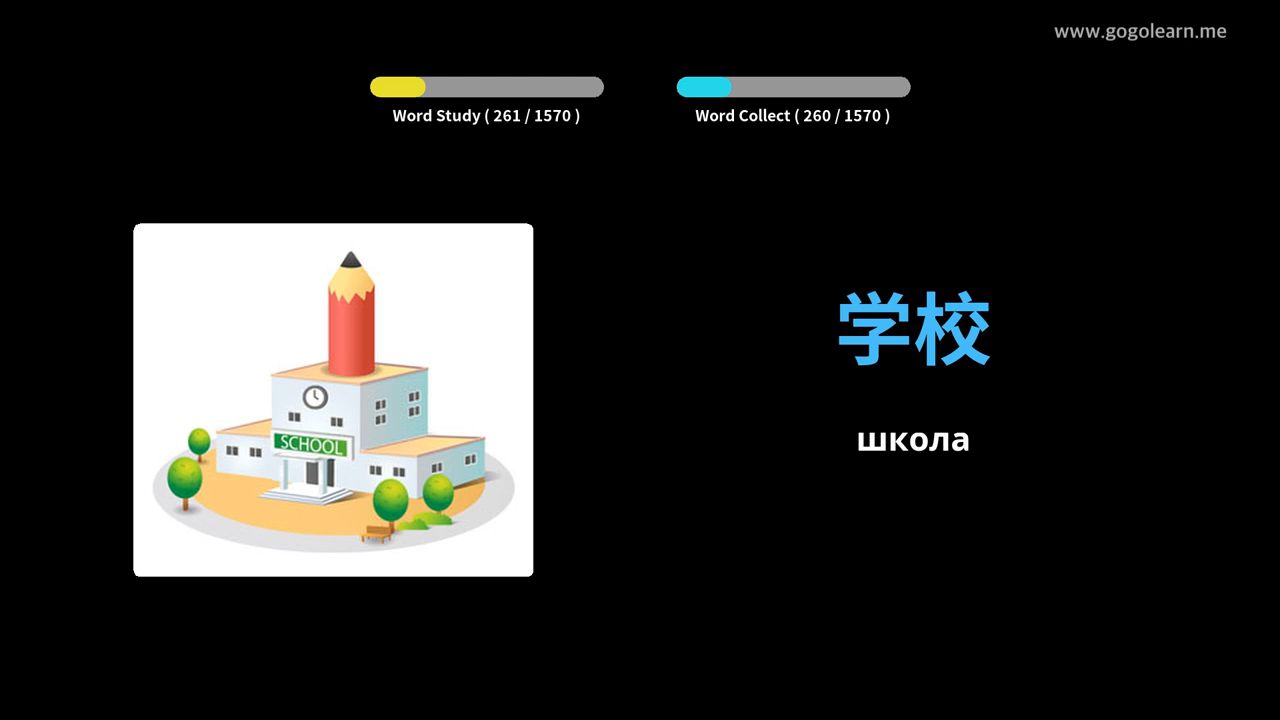 www.gogolearn.me
Word Study ( 261 / 1570 )
Word Collect ( 260 / 1570 )
学校
школа
SCHOOL